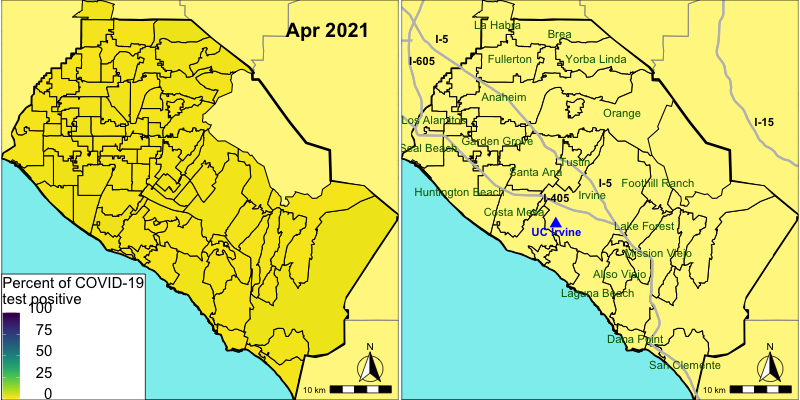 Apr 2021
Percent of COVID-19
test positive
100
75
50
25
0
N
10 km
La Habra
Brea
I-5
I-605
Fullerton
Yorba Linda
Anaheim
Orange
Los Alamitos
I-15
Seal Beach
Garden Grove
Tustin
Santa Ana
I-5
Foothill Ranch
Huntington Beach
I-405
Irvine
Costa Mesa
UC Irvine
Lake Forest
Mission Viejo
Aliso Viejo
Laguna Beach
Dana Point
San Clemente
N
10 km